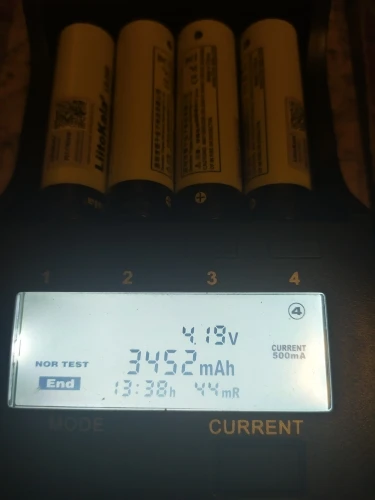 LiitoKala
1 2 3 4
4
4.19V
CURRENT
500mA
NOR TEST
3452mAh
End
13:38h 44mR
MODE CURRENT